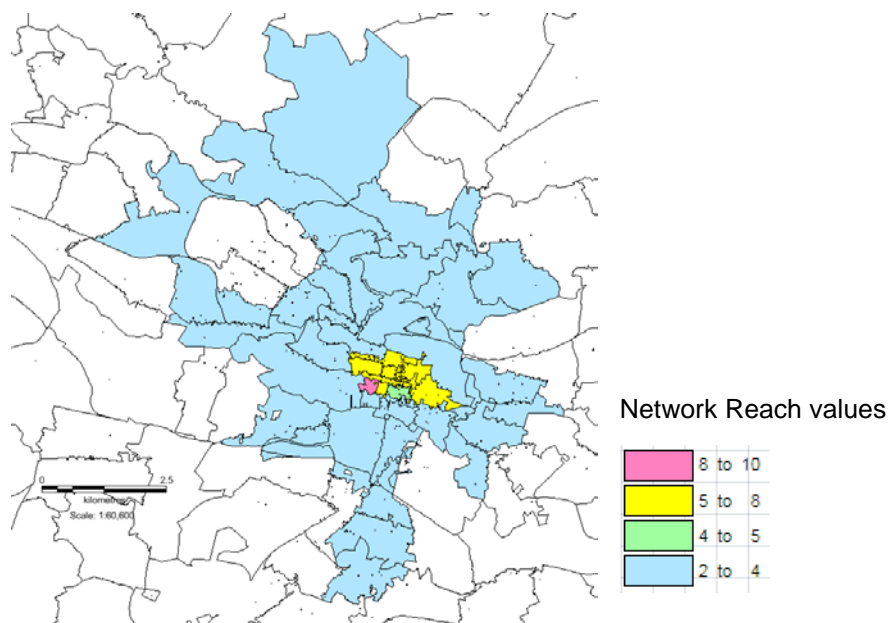 0 2.5
kilometres
Scale: 1:60,600
Network Reach values
8 to 10
5 to 8
4 to 5
2 to 4